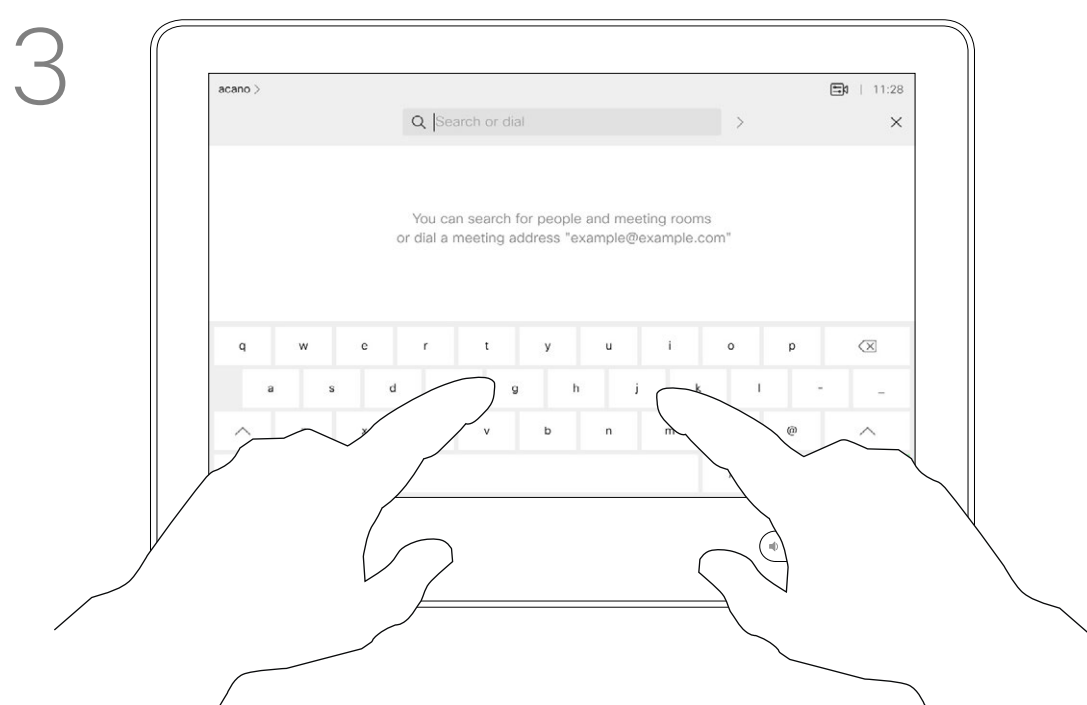 3
acano >
11:28
Search or dial
You can search for people and meeting rooms
or dial a meeting address "example@example.com"
q w e r t y u i o p
a s d g h j k l - _
x v b n m @